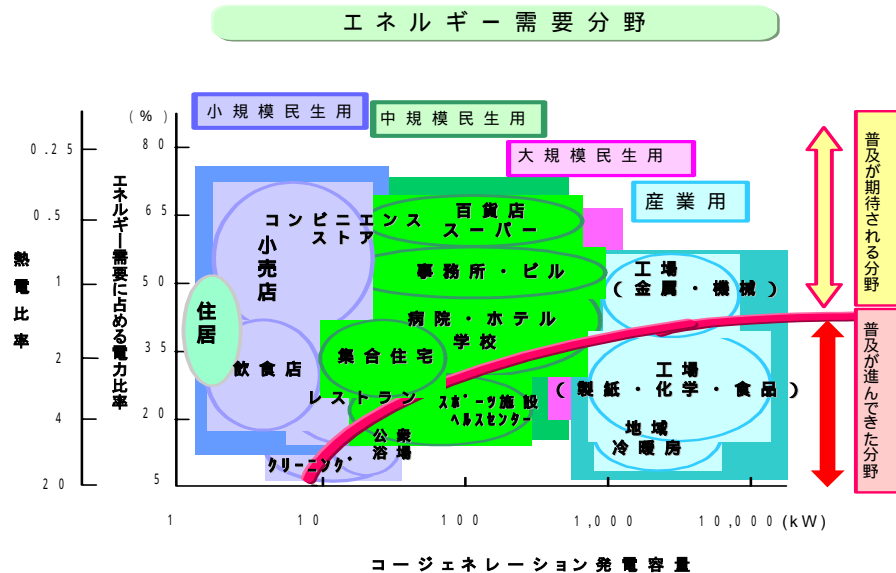 エネルギー需要分野
小規模民生用
中規模民生用
大規模民生用
産業用
(%)
80
65
50
35
20
5
0.25
0.5
1
2
4
20
熱電比率
エネルギー需要に占める電力比率
コンビニエンス
ストア
小売店
住居
飲食店
百貨店
スーパー
事務所・ビル
病院・ホテル
学校
集合住宅
レストラン
スポーツ施設
ヘルスセンター
公衆
浴場
クリーニング
工場
(金属・機械)
工場
(製紙・化学・食品)
地域
冷暖房
普及が期待される分野
普及が進んできた分野
1
10
100
1,000
10,000
(kW)
コージェネレーション発電容量